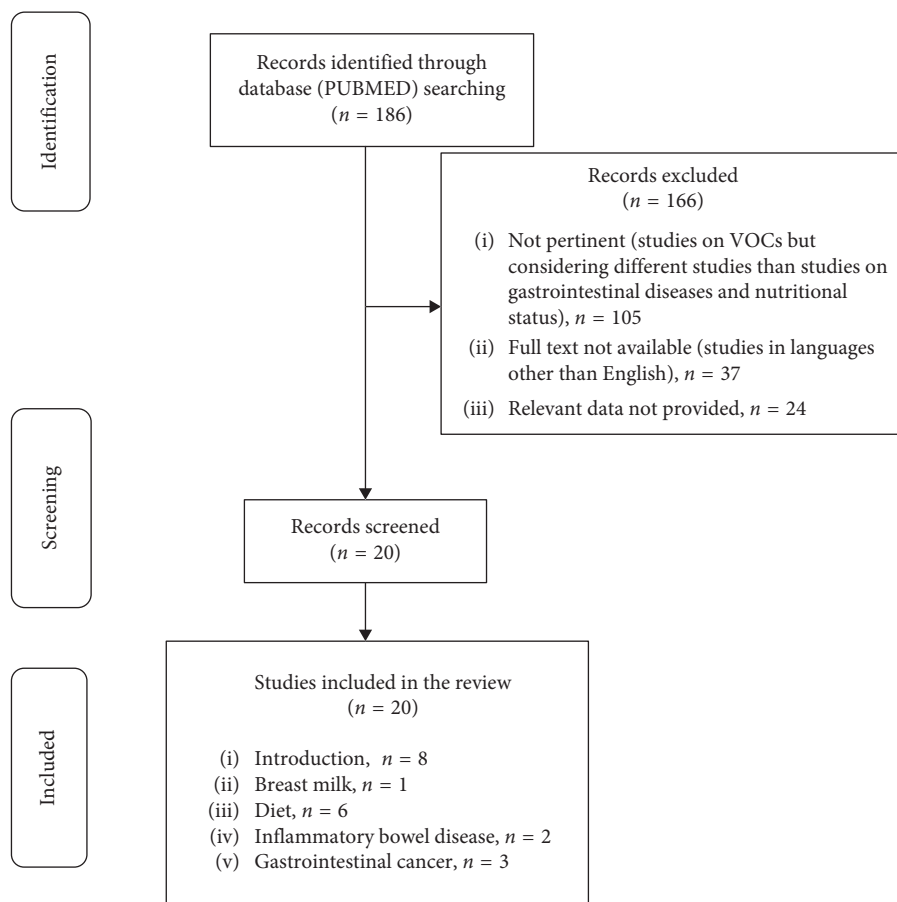 Identification
Records identified through
database (PUBMED) searching
(n = 186)
Records excluded
(n = 166)
(i) Not pertinent (studies on VOCs but
considering different studies than studies on
gastrointestinal diseases and nutritional
status), n = 105
(ii) Full text not available (studies in languages
other than English), n = 37
(iii) Relevant data not provided, n = 24
Screening
Records screened
(n = 20)
Included
Studies included in the review
(n = 20)
(i) Introduction, n = 8
(ii) Breast milk, n = 1
(iii) Diet, n = 6
(iv) Inflammatory bowel disease, n = 2
(v) Gastrointestinal cancer, n = 3